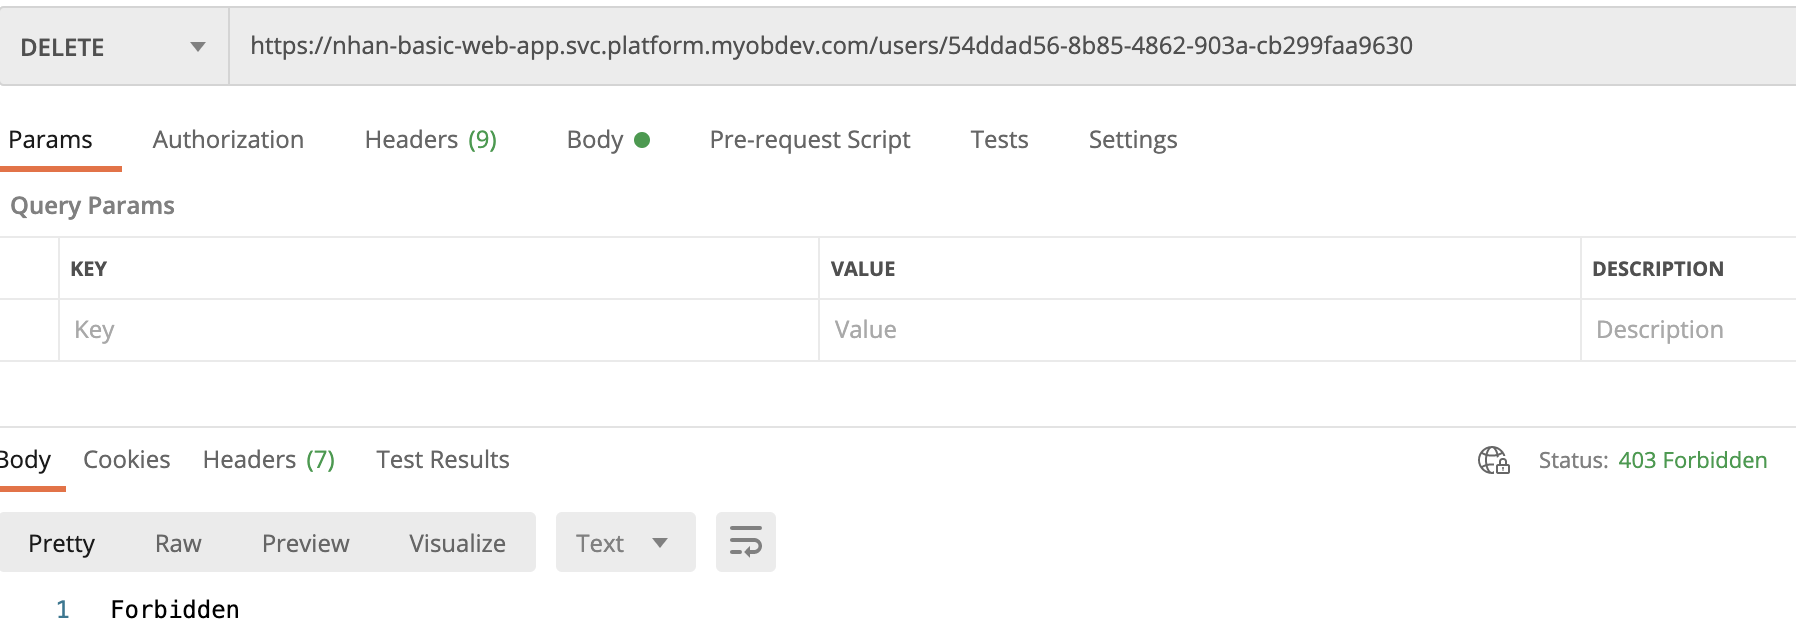 DELETE https://nhan-basic-web-app.svc.platform.myobdev.com/users/54ddad56-8b85-4862-903a-cb299faa9630
Params Authorization Headers (9) Body Pre-request Script Tests Settings
Query Params
KEY VALUE DESCRIPTION
Key Value Description
Body Cookies Headers (7) Test Results Status: 403 Forbidden
Pretty Raw Preview Visualize Text
1 Forbidden